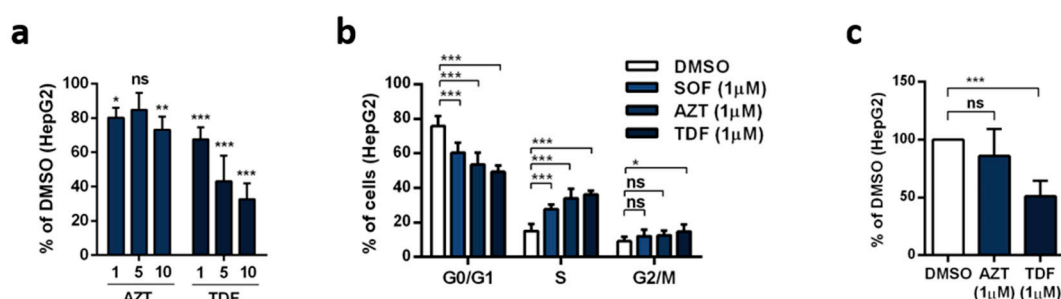 a
% of DMSO (HepG2)
100
80
60
40
20
0
* ns ** *** *** ***
1 5 10 1 5 10
AZT TDF
b
% of cells (HepG2)
100
80
60
40
20
0
***
***
***
***
***
***
*
ns
ns
DMSO
SOF (1μM)
AZT (1μM)
TDF (1μM)
G0/G1 S G2/M
c
% of DMSO (HepG2)
150
100
50
0
***
ns
DMSO AZT TDF
(1μM) (1μM)